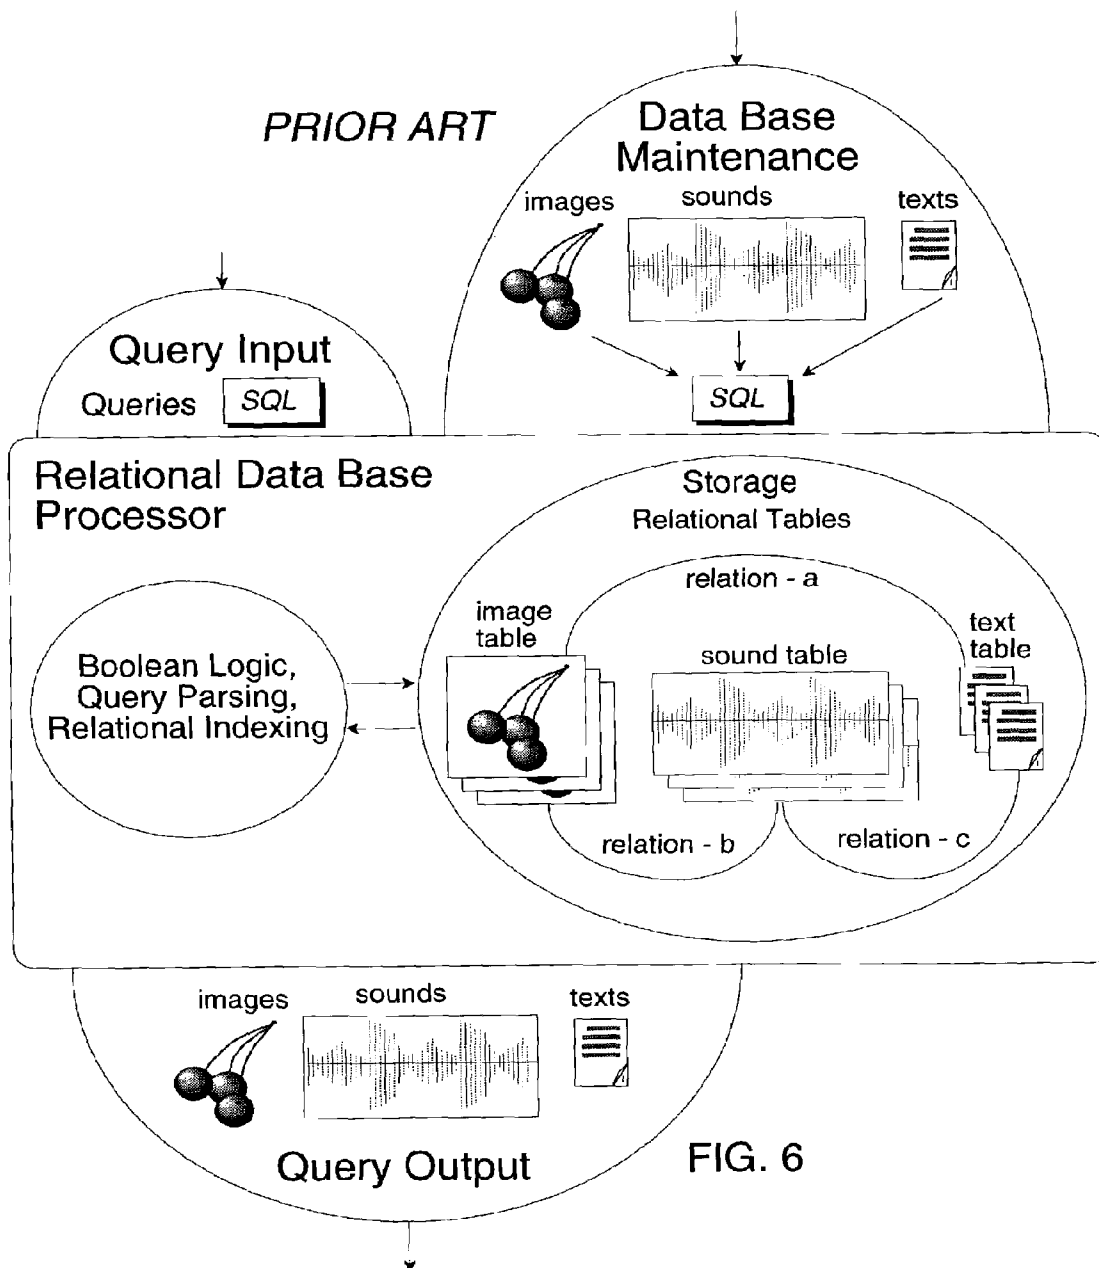 PRIOR ART
Data Base
Maintenance
images
sounds
texts
SQL
Query Input
Queries
SQL
Relational Data Base
Processor
Storage
Relational Tables
relation - a
image
table
sound table
text
table
Boolean Logic,
Query Parsing,
Relational Indexing
relation - b
relation - c
images
sounds
texts
Query Output
FIG. 6